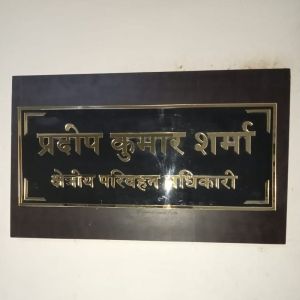 प्रदीप कुमार शर्मा
क्षेत्रीय परिवहन अधिकारी